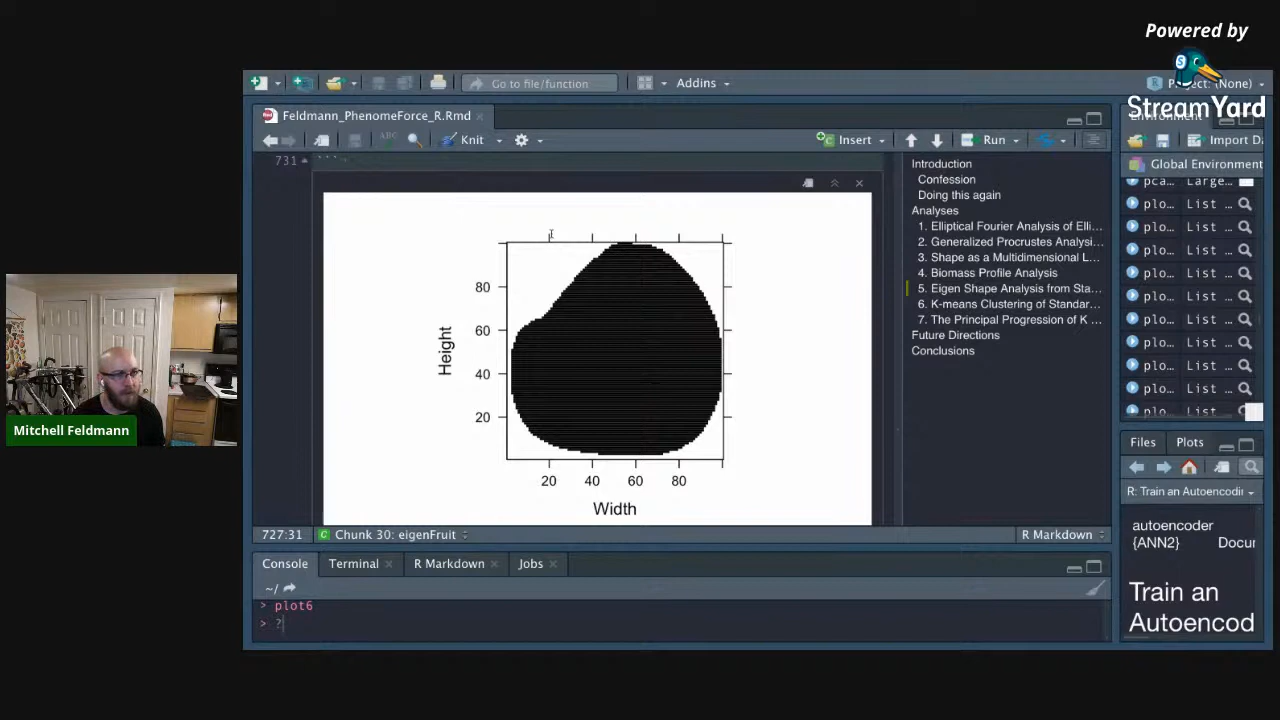 Powered by
StreamYard
Go to file/function
Addins
Project: (None)
Feldmann_PhenomeForce_R.Rmd
ABC
Knit
Insert
Run
Import Da
731
```
Global Environment
Introduction
Confession
Doing this again
Analyses
1. Elliptical Fourier Analysis of Elli...
2. Generalized Procrustes Analysi...
3. Shape as a Multidimensional L...
4. Biomass Profile Analysis
5. Eigen Shape Analysis from Sta...
6. K-means Clustering of Standar...
7. The Principal Progression of K ...
Future Directions
Conclusions
pca... Large...
plo... List ...
plo... List ...
plo... List ...
plo... List ...
plo... List ...
plo... List ...
plo... List ...
plo... List ...
plo... List ...
plo... List ...
Height
80
60
40
20
20 40 60 80
Width
Mitchell Feldmann
727:31
Chunk 30: eigenFruit
R Markdown
Files
Plots
R: Train an Autoencodin
autoencoder
{ANN2}
Docur
Train an
Autoencod
Console
Terminal
R Markdown
Jobs
~/
> plot6
> ?